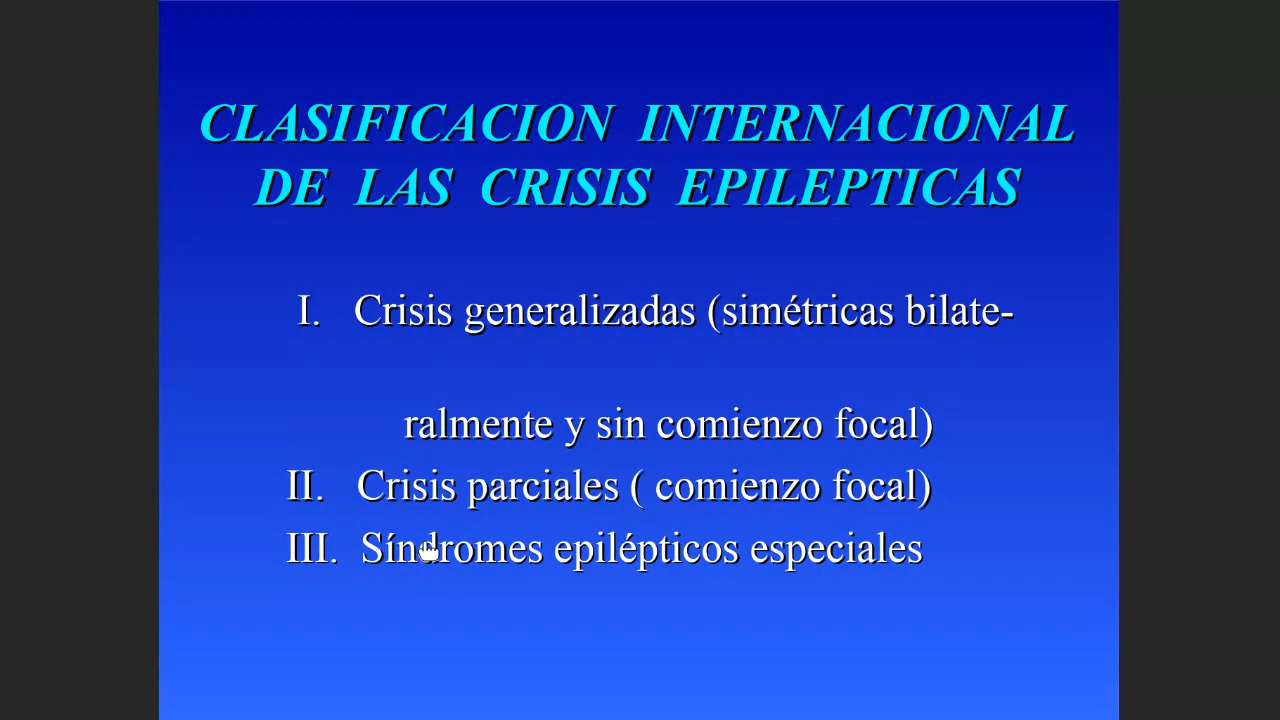 CLASIFICACION INTERNACIONAL
DE LAS CRISIS EPILEPTICAS
I. Crisis generalizadas (simétricas bilate-
ralmente y sin comienzo focal)
II. Crisis parciales ( comienzo focal)
III. Síndromes epilépticos especiales